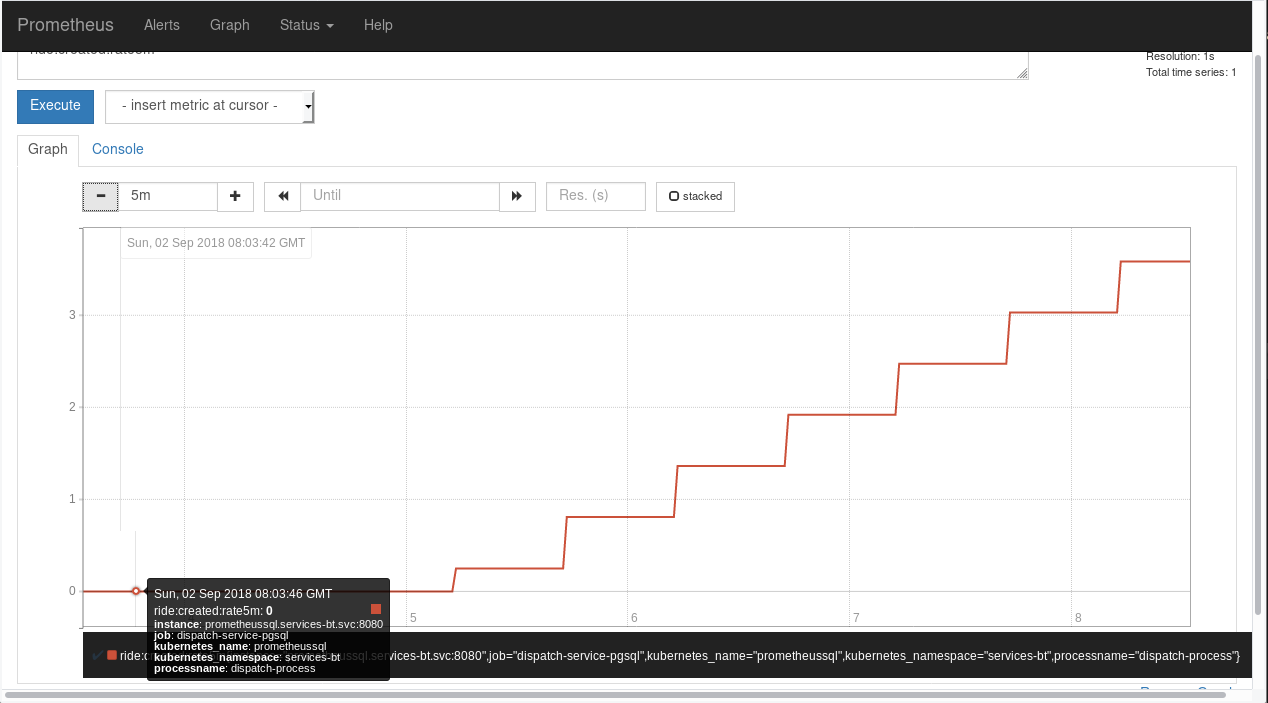 Prometheus Alerts Graph Status Help
ride:created:rate5m
Resolution: 1s
Total time series: 1
Execute - insert metric at cursor -
Graph Console
5m Until Res. (s) stacked
Sun, 02 Sep 2018 08:03:42 GMT
3
2
1
0
5 6 7 8
Sun, 02 Sep 2018 08:03:46 GMT
ride:created:rate5m: 0
instance: prometheussql.services-bt.svc:8080
job: dispatch-service-pgsql
kubernetes_name: prometheussql
kubernetes_namespace: services-bt
processname: dispatch-process
ssql.services-bt.svc:8080",job="dispatch-service-pgsql",kubernetes_name="prometheussql",kubernetes_namespace="services-bt",processname="dispatch-process"}